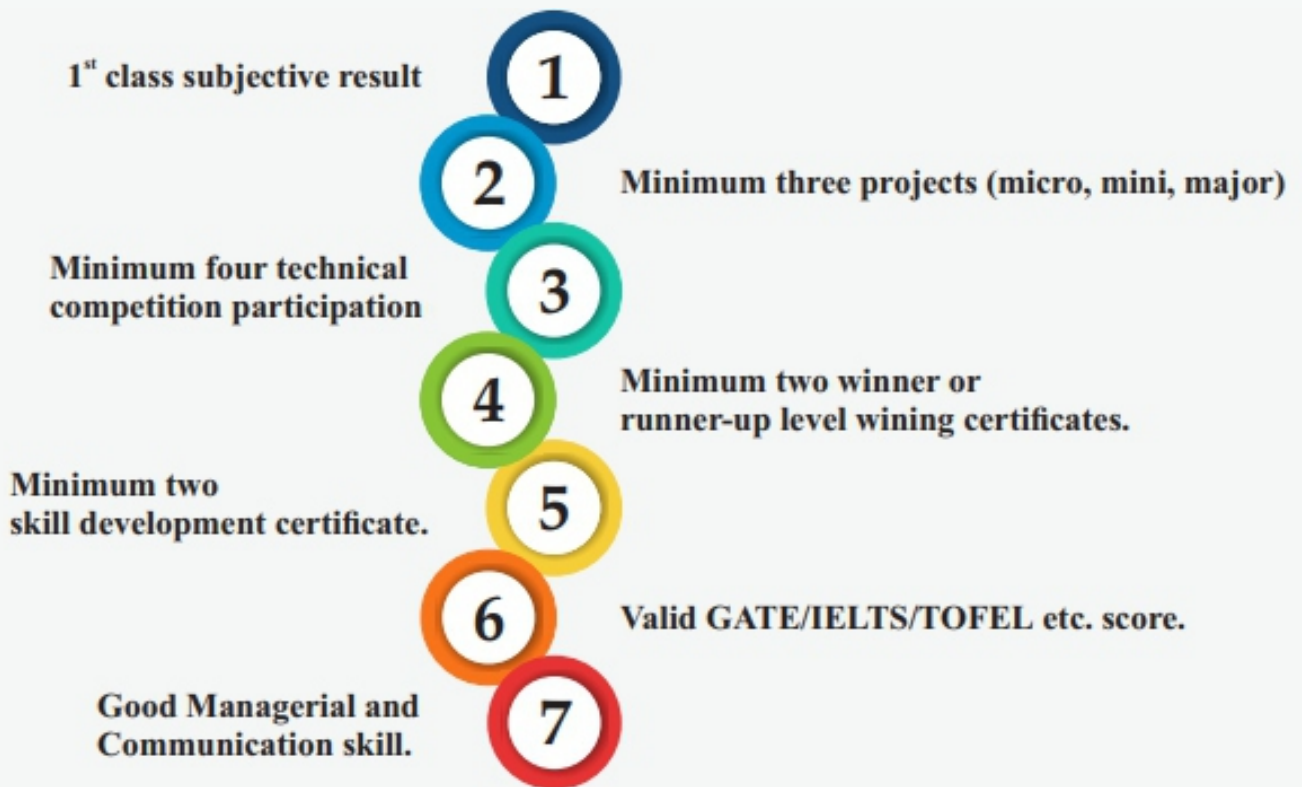 1st class subjective result
1
2
Minimum three projects (micro, mini, major)
Minimum four technical
competition participation
3
4
Minimum two winner or
runner-up level wining certificates.
Minimum two
skill development certificate.
5
6
Valid GATE/IELTS/TOFEL etc. score.
Good Managerial and
Communication skill.
7